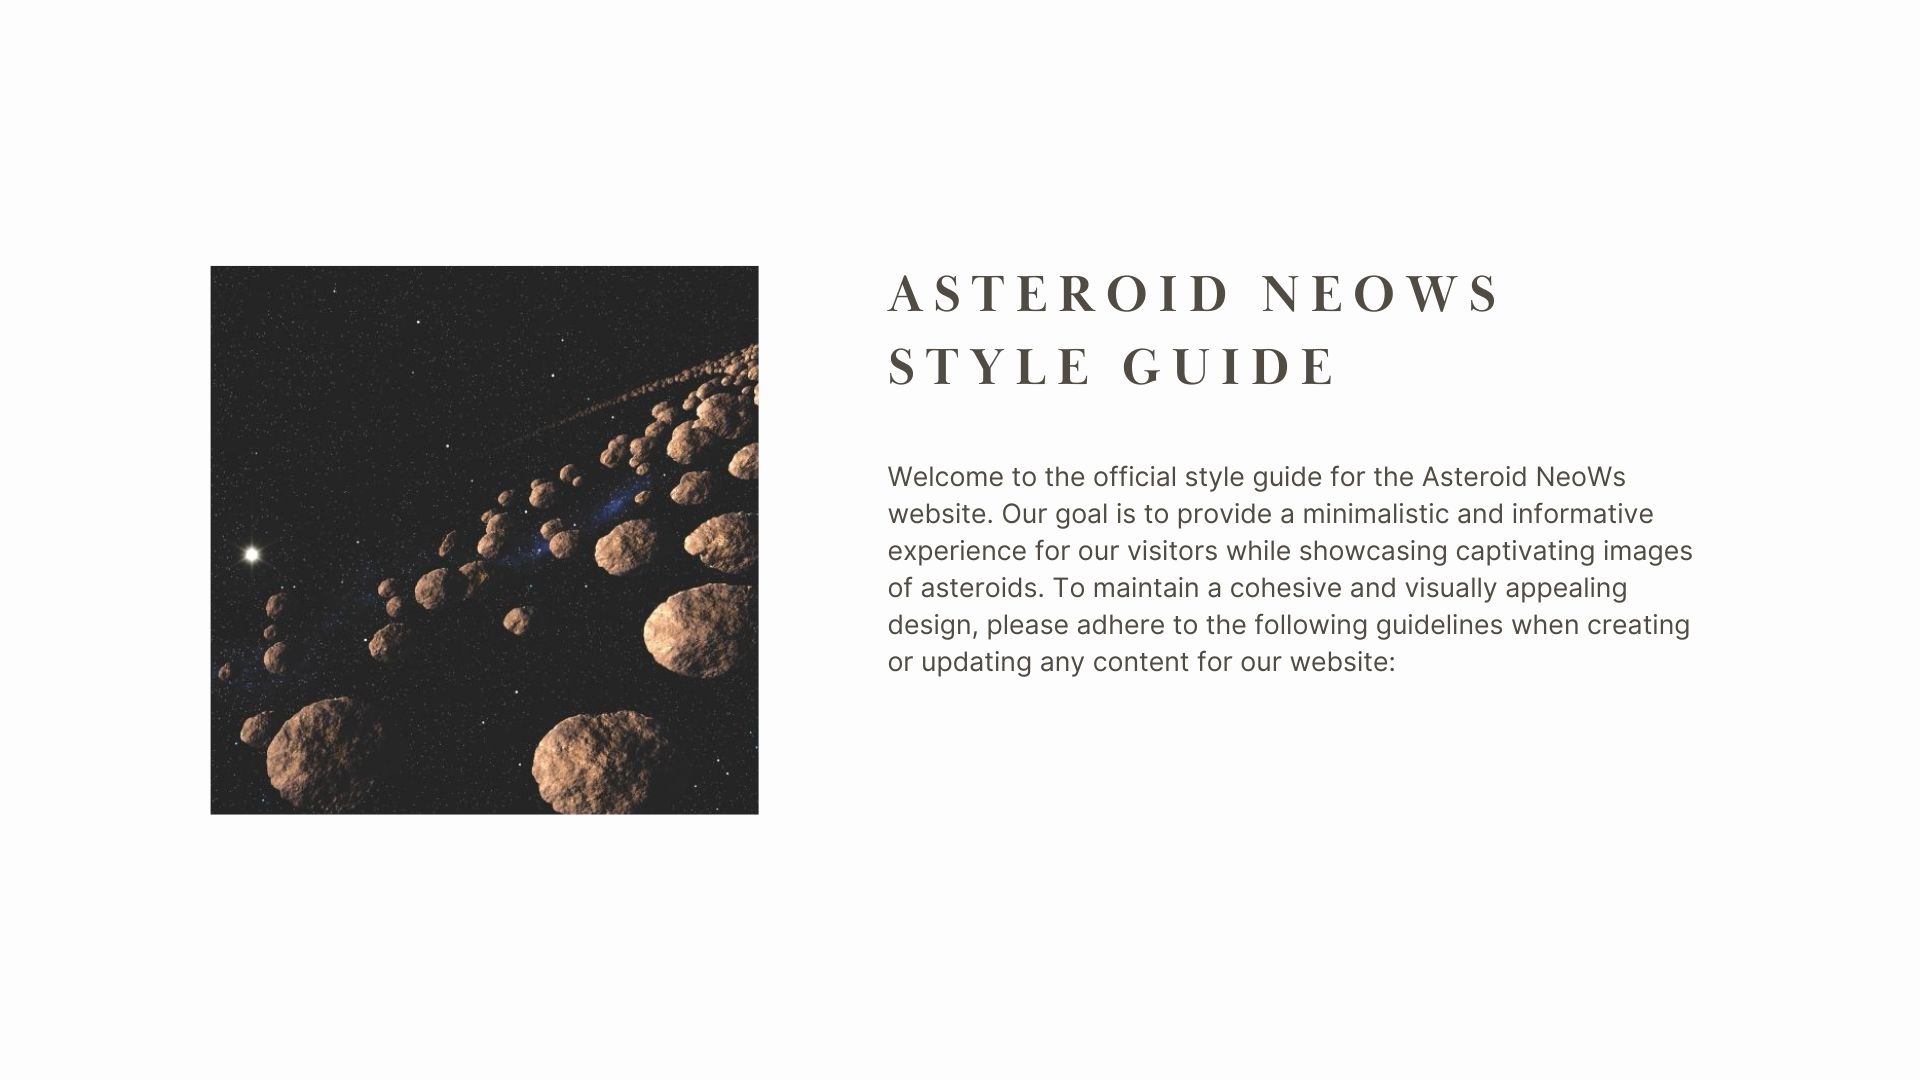 ASTEROID NEOWS
STYLE GUIDE
Welcome to the official style guide for the Asteroid NeoWs
website. Our goal is to provide a minimalistic and informative
experience for our visitors while showcasing captivating images
of asteroids. To maintain a cohesive and visually appealing
design, please adhere to the following guidelines when creating
or updating any content for our website: